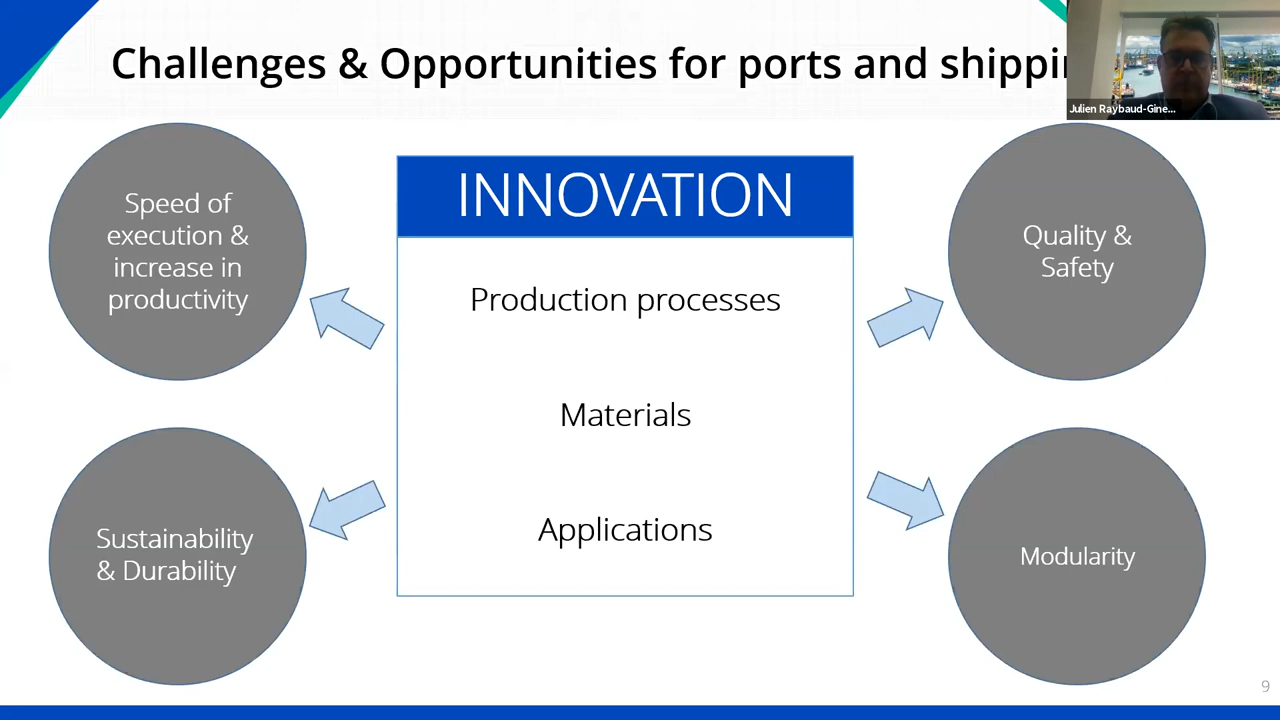 Challenges & Opportunities for ports and
Julien Raybaud-Gine...
Speed of
execution &
increase in
productivity
INNOVATION
Production processes
Materials
Applications
Quality &
Safety
Sustainability
& Durability
Modularity
9